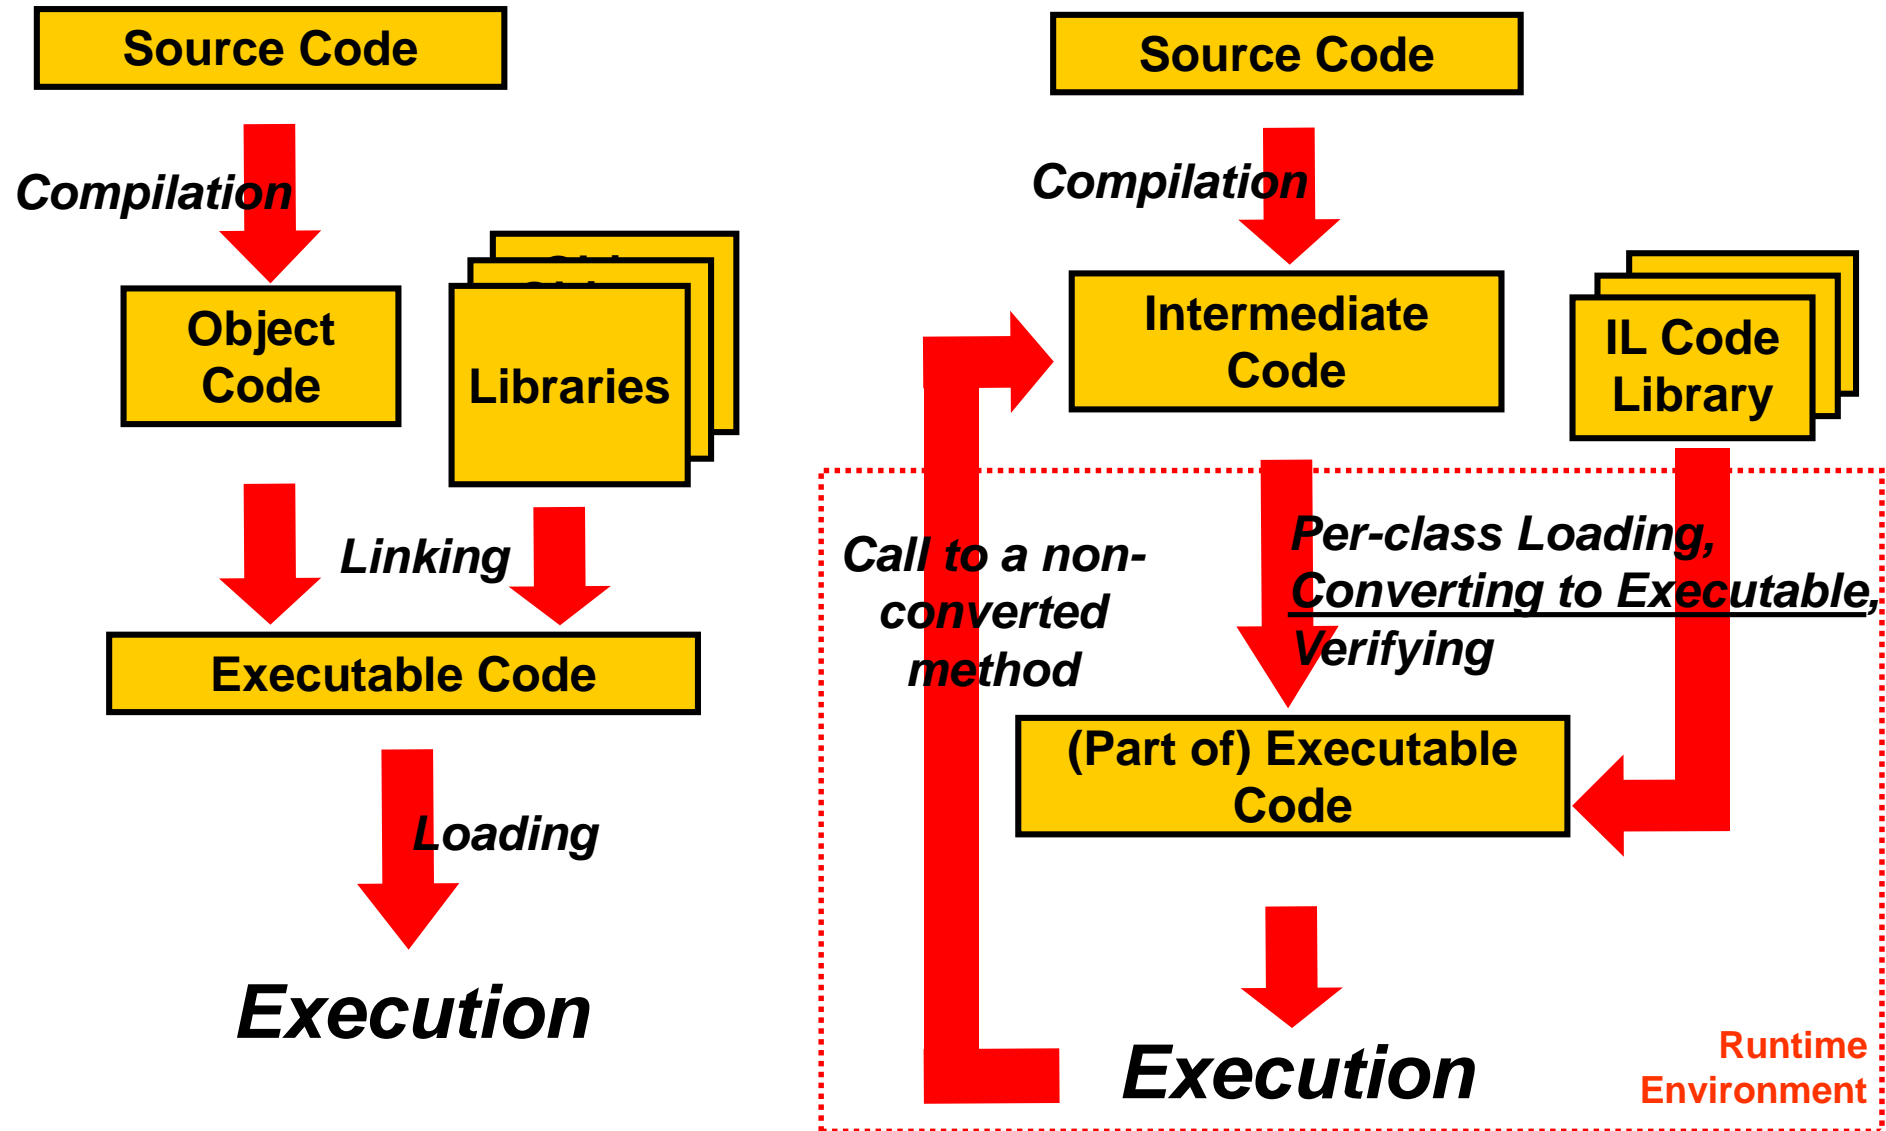 Source Code
Compilation
Object
Code
Libraries
Linking
Executable Code
Loading
Execution
Source Code
Compilation
Intermediate
Code
IL Code
Library
Call to a non-
converted
method
Per-class Loading,
Converting to Executable,
Verifying
(Part of) Executable
Code
Execution
Runtime
Environment